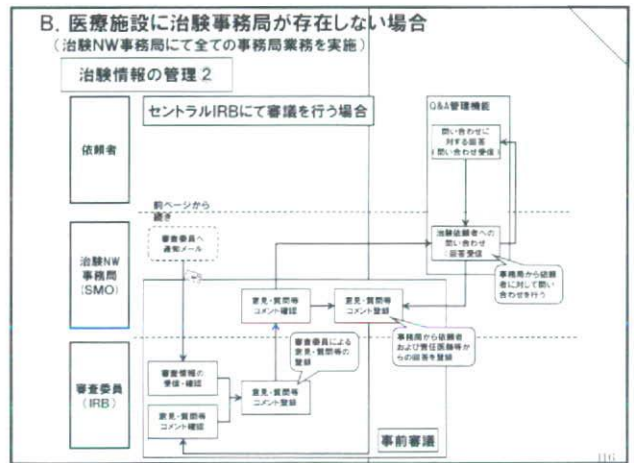 B. 医療施設に治験事務局が存在しない場合
(治験NW事務局にて全ての事務局業務を実施)
治験情報の管理2
セントラルIRBにて審議を行う場合
Q&A管理機能
依頼者
問い合わせに
対する回答
(問い合わせ受信)
前ページから
続き
治験NW
事務局
(SMO)
審査委員へ
通知メール
治験依頼者への
問い合わせ
回答受信
事務局から依頼
者に対して問い
合わせを行う
意見・質問等
コメント確認
意見・質問等
コメント登録
事務局から依頼者
および責任医師等か
らの回答を登録
審査委員による
意見・質問等の
登録
審査委員
(IRB)
審査情報の
受信・確認
意見・質問等
コメント登録
意見・質問等
コメント確認
事前審議
116